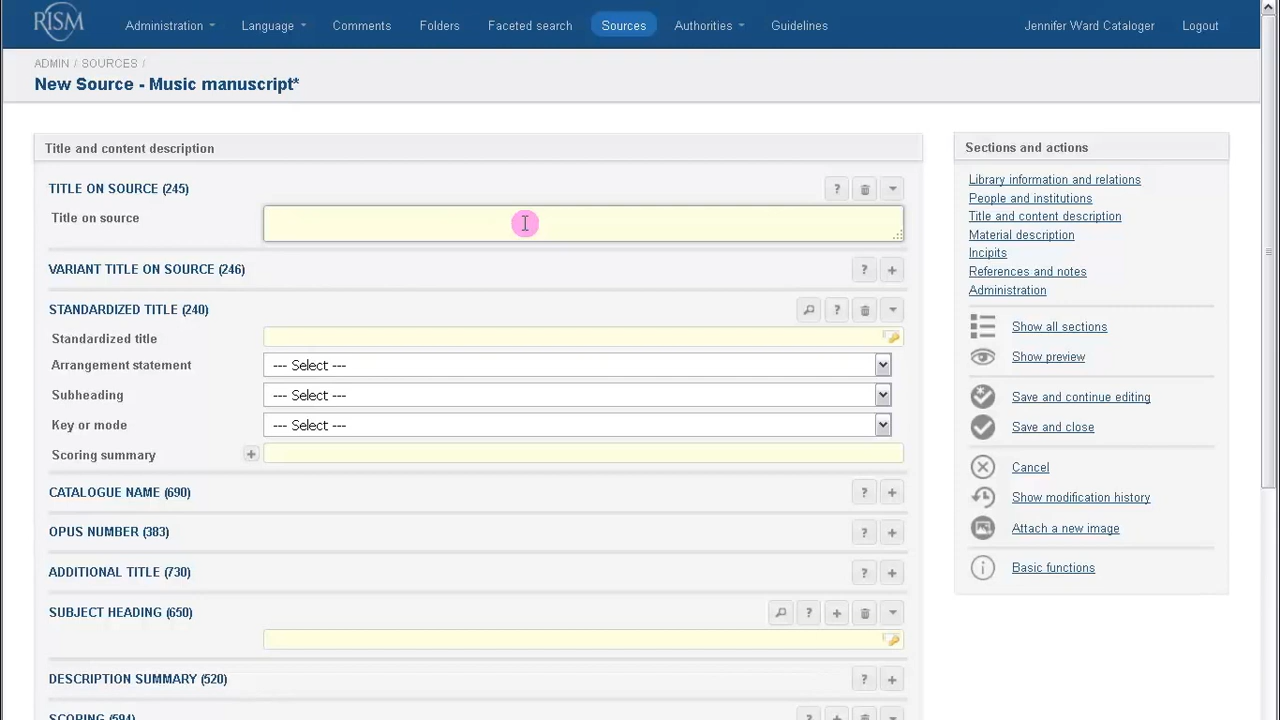 RISM
Administration Language Comments Folders Faceted search Sources Authorities Guidelines Jennifer Ward Cataloger Logout
ADMIN / SOURCES /
New Source - Music manuscript*
Title and content description
TITLE ON SOURCE (245) ?
Title on source
VARIANT TITLE ON SOURCE (246) ? +
STANDARDIZED TITLE (240) ?
Standardized title
Arrangement statement --- Select ---
Subheading --- Select ---
Key or mode --- Select ---
Scoring summary +
CATALOGUE NAME (690) ? +
OPUS NUMBER (383) ? +
ADDITIONAL TITLE (730) ? +
SUBJECT HEADING (650) ? +
DESCRIPTION SUMMARY (520) ? +
SCORING (594) ? +
Sections and actions
Library information and relations
People and institutions
Title and content description
Material description
Incipits
References and notes
Administration
Show all sections
Show preview
Save and continue editing
Save and close
Cancel
Show modification history
Attach a new image
Basic functions